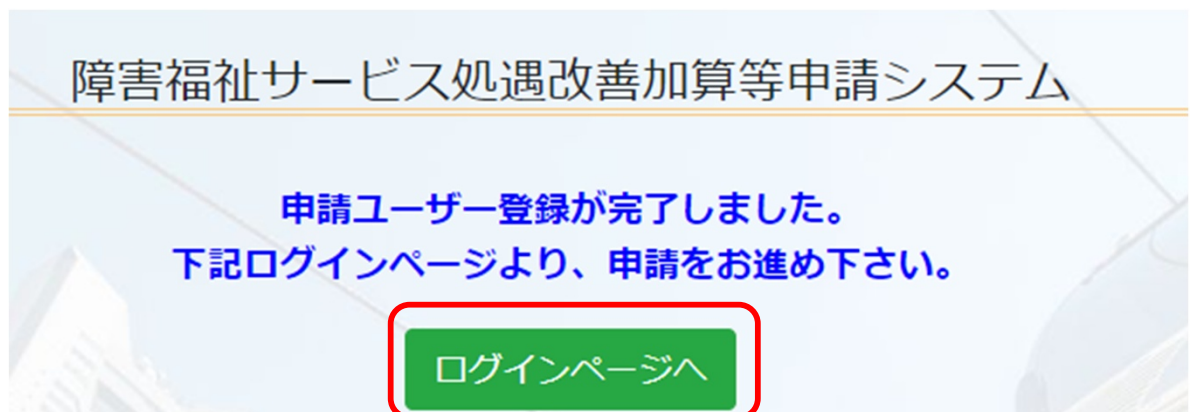 障害福祉サービス処遇改善加算等申請システム
申請ユーザー登録が完了しました。
下記ログインページより、申請をお進め下さい。
ログインページへ